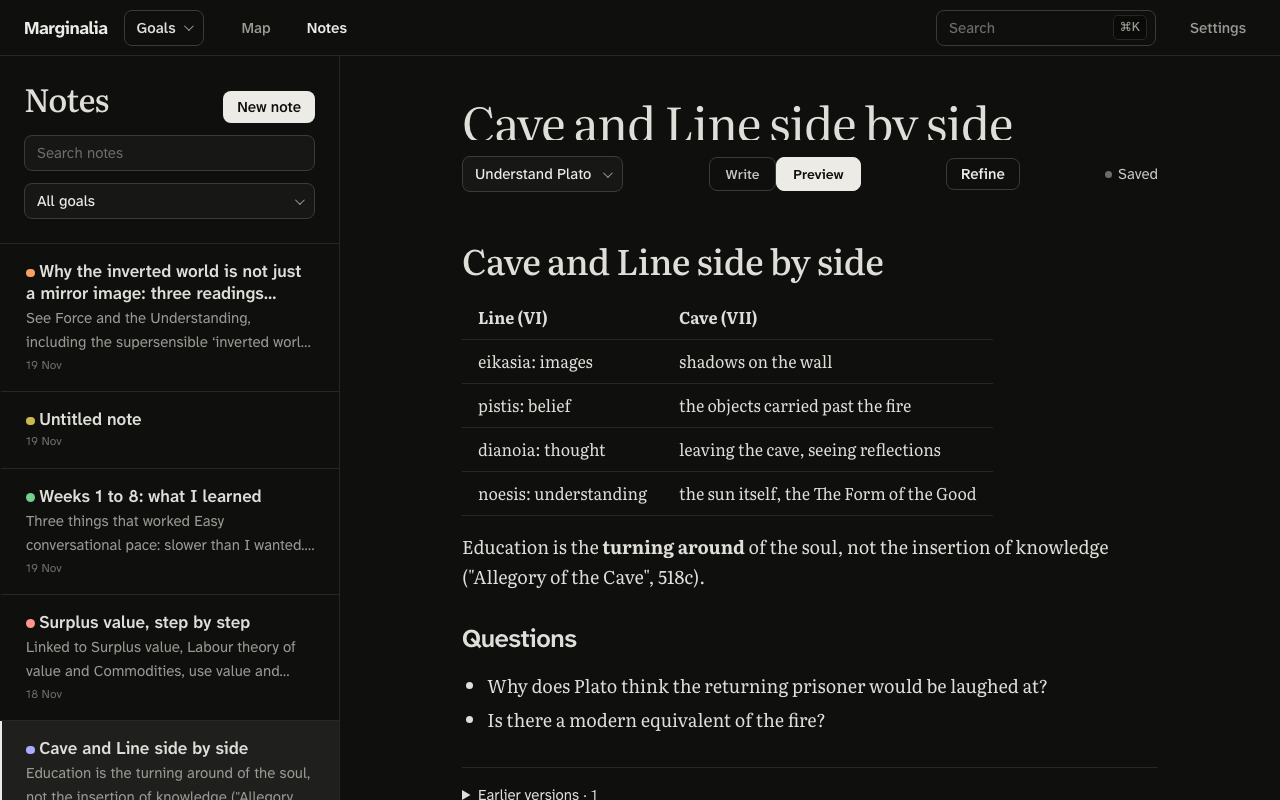 Marginalia
Goals
Map
Notes
Search
⌘K
Settings
Notes
New note
Search notes
All goals
Why the inverted world is not just
a mirror image: three readings…
See Force and the Understanding,
including the supersensible ‘inverted worl…
19 Nov
Untitled note
19 Nov
Weeks 1 to 8: what I learned
Three things that worked Easy
conversational pace: slower than I wanted.…
19 Nov
Surplus value, step by step
Linked to Surplus value, Labour theory of
value and Commodities, use value and…
18 Nov
Cave and Line side by side
Education is the turning around of the soul,
not the insertion of knowledge ("Allegory
Cave and Line side by side
Understand Plato
Write
Preview
Refine
Saved
Cave and Line side by side
Line (VI) Cave (VII)
eikasia: images shadows on the wall
pistis: belief the objects carried past the fire
dianoia: thought leaving the cave, seeing reflections
noesis: understanding the sun itself, the The Form of the Good
Education is the turning around of the soul, not the insertion of knowledge
("Allegory of the Cave", 518c).
Questions
Why does Plato think the returning prisoner would be laughed at?
Is there a modern equivalent of the fire?
Earlier versions · 1